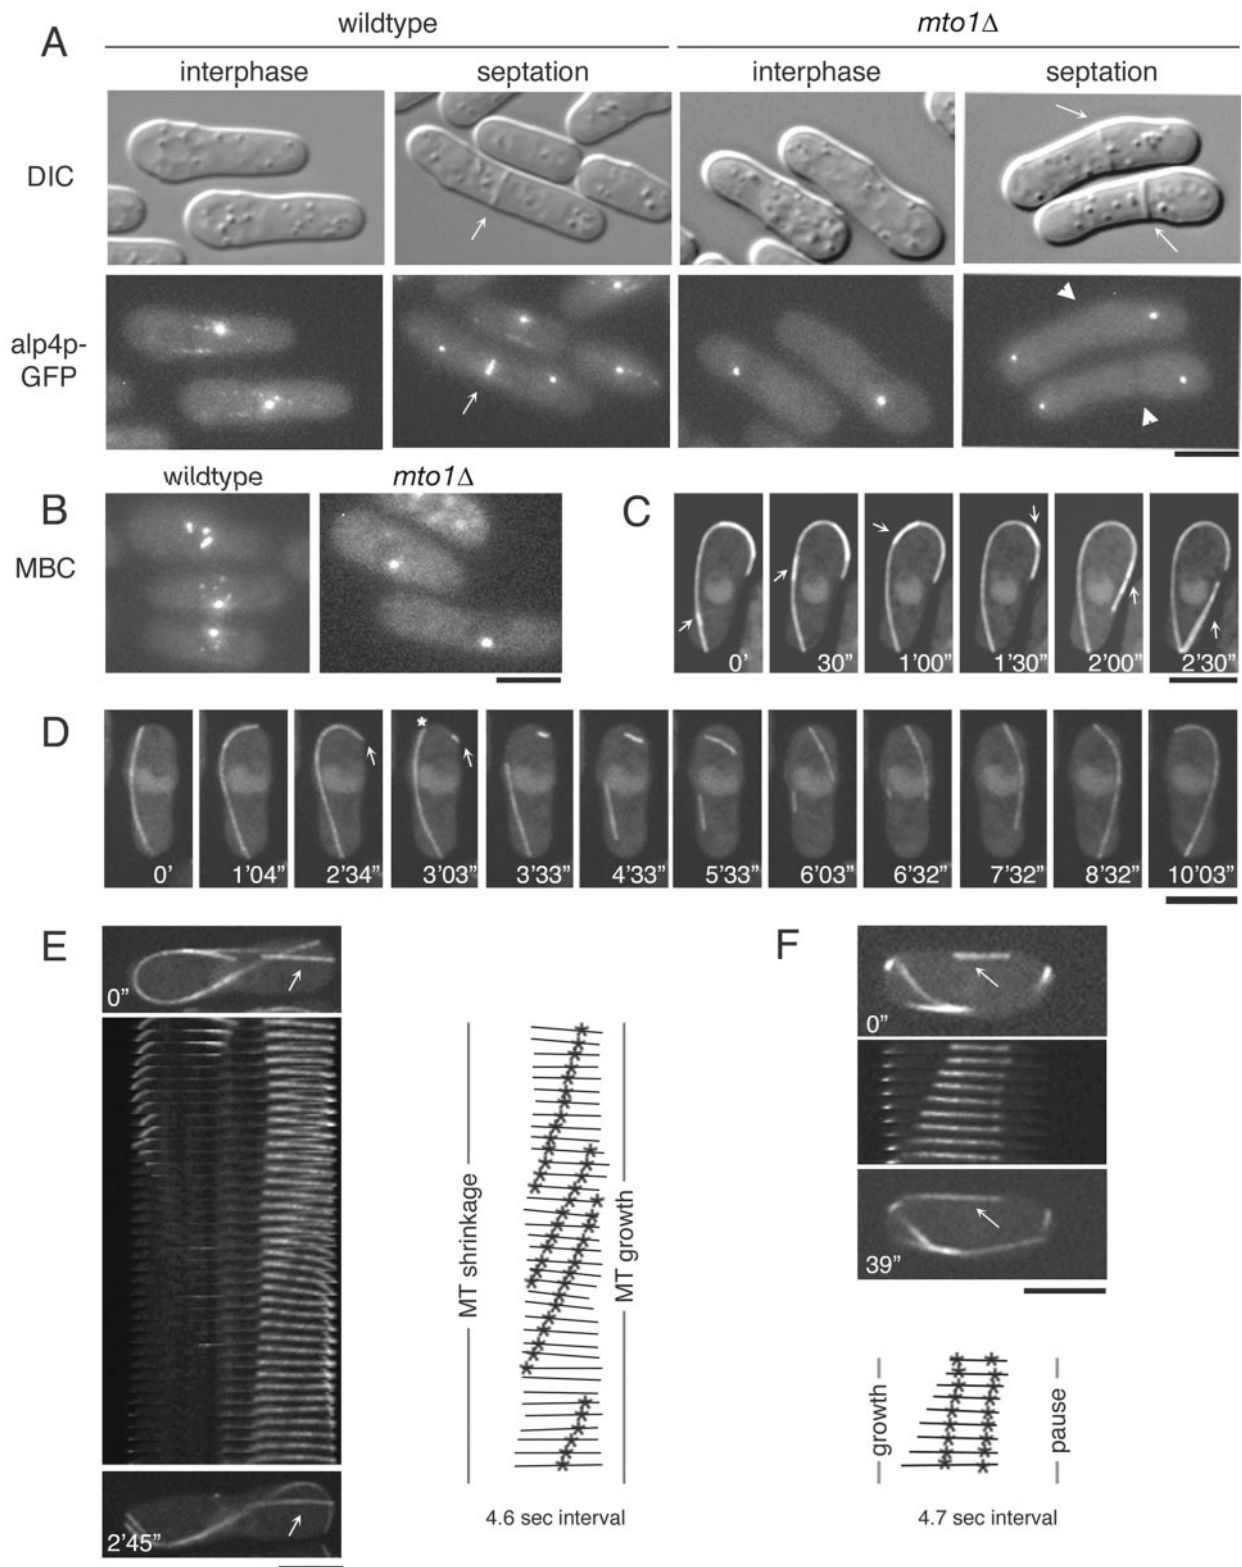 A
wildtype
mto1Δ
interphase
septation
interphase
septation
DIC
alp4p-
GFP
B
wildtype
mto1Δ
MBC
C
0’
30”
1’00”
1’30”
2’00”
2’30”
D
0’
1’04”
2’34”
3’03”
3’33”
4’33”
5’33”
6’03”
6’32”
7’32”
8’32”
10’03”
E
0”
2’45”
MT shrinkage
MT growth
4.6 sec interval
F
0”
39”
growth
pause
4.7 sec interval